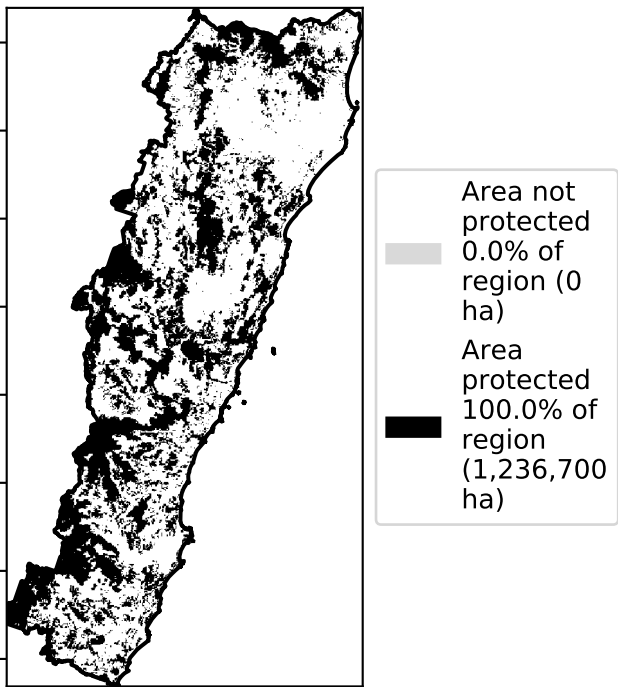 Area not
protected
0.0% of
region (0
ha)
Area
protected
100.0% of
region
(1,236,700
ha)